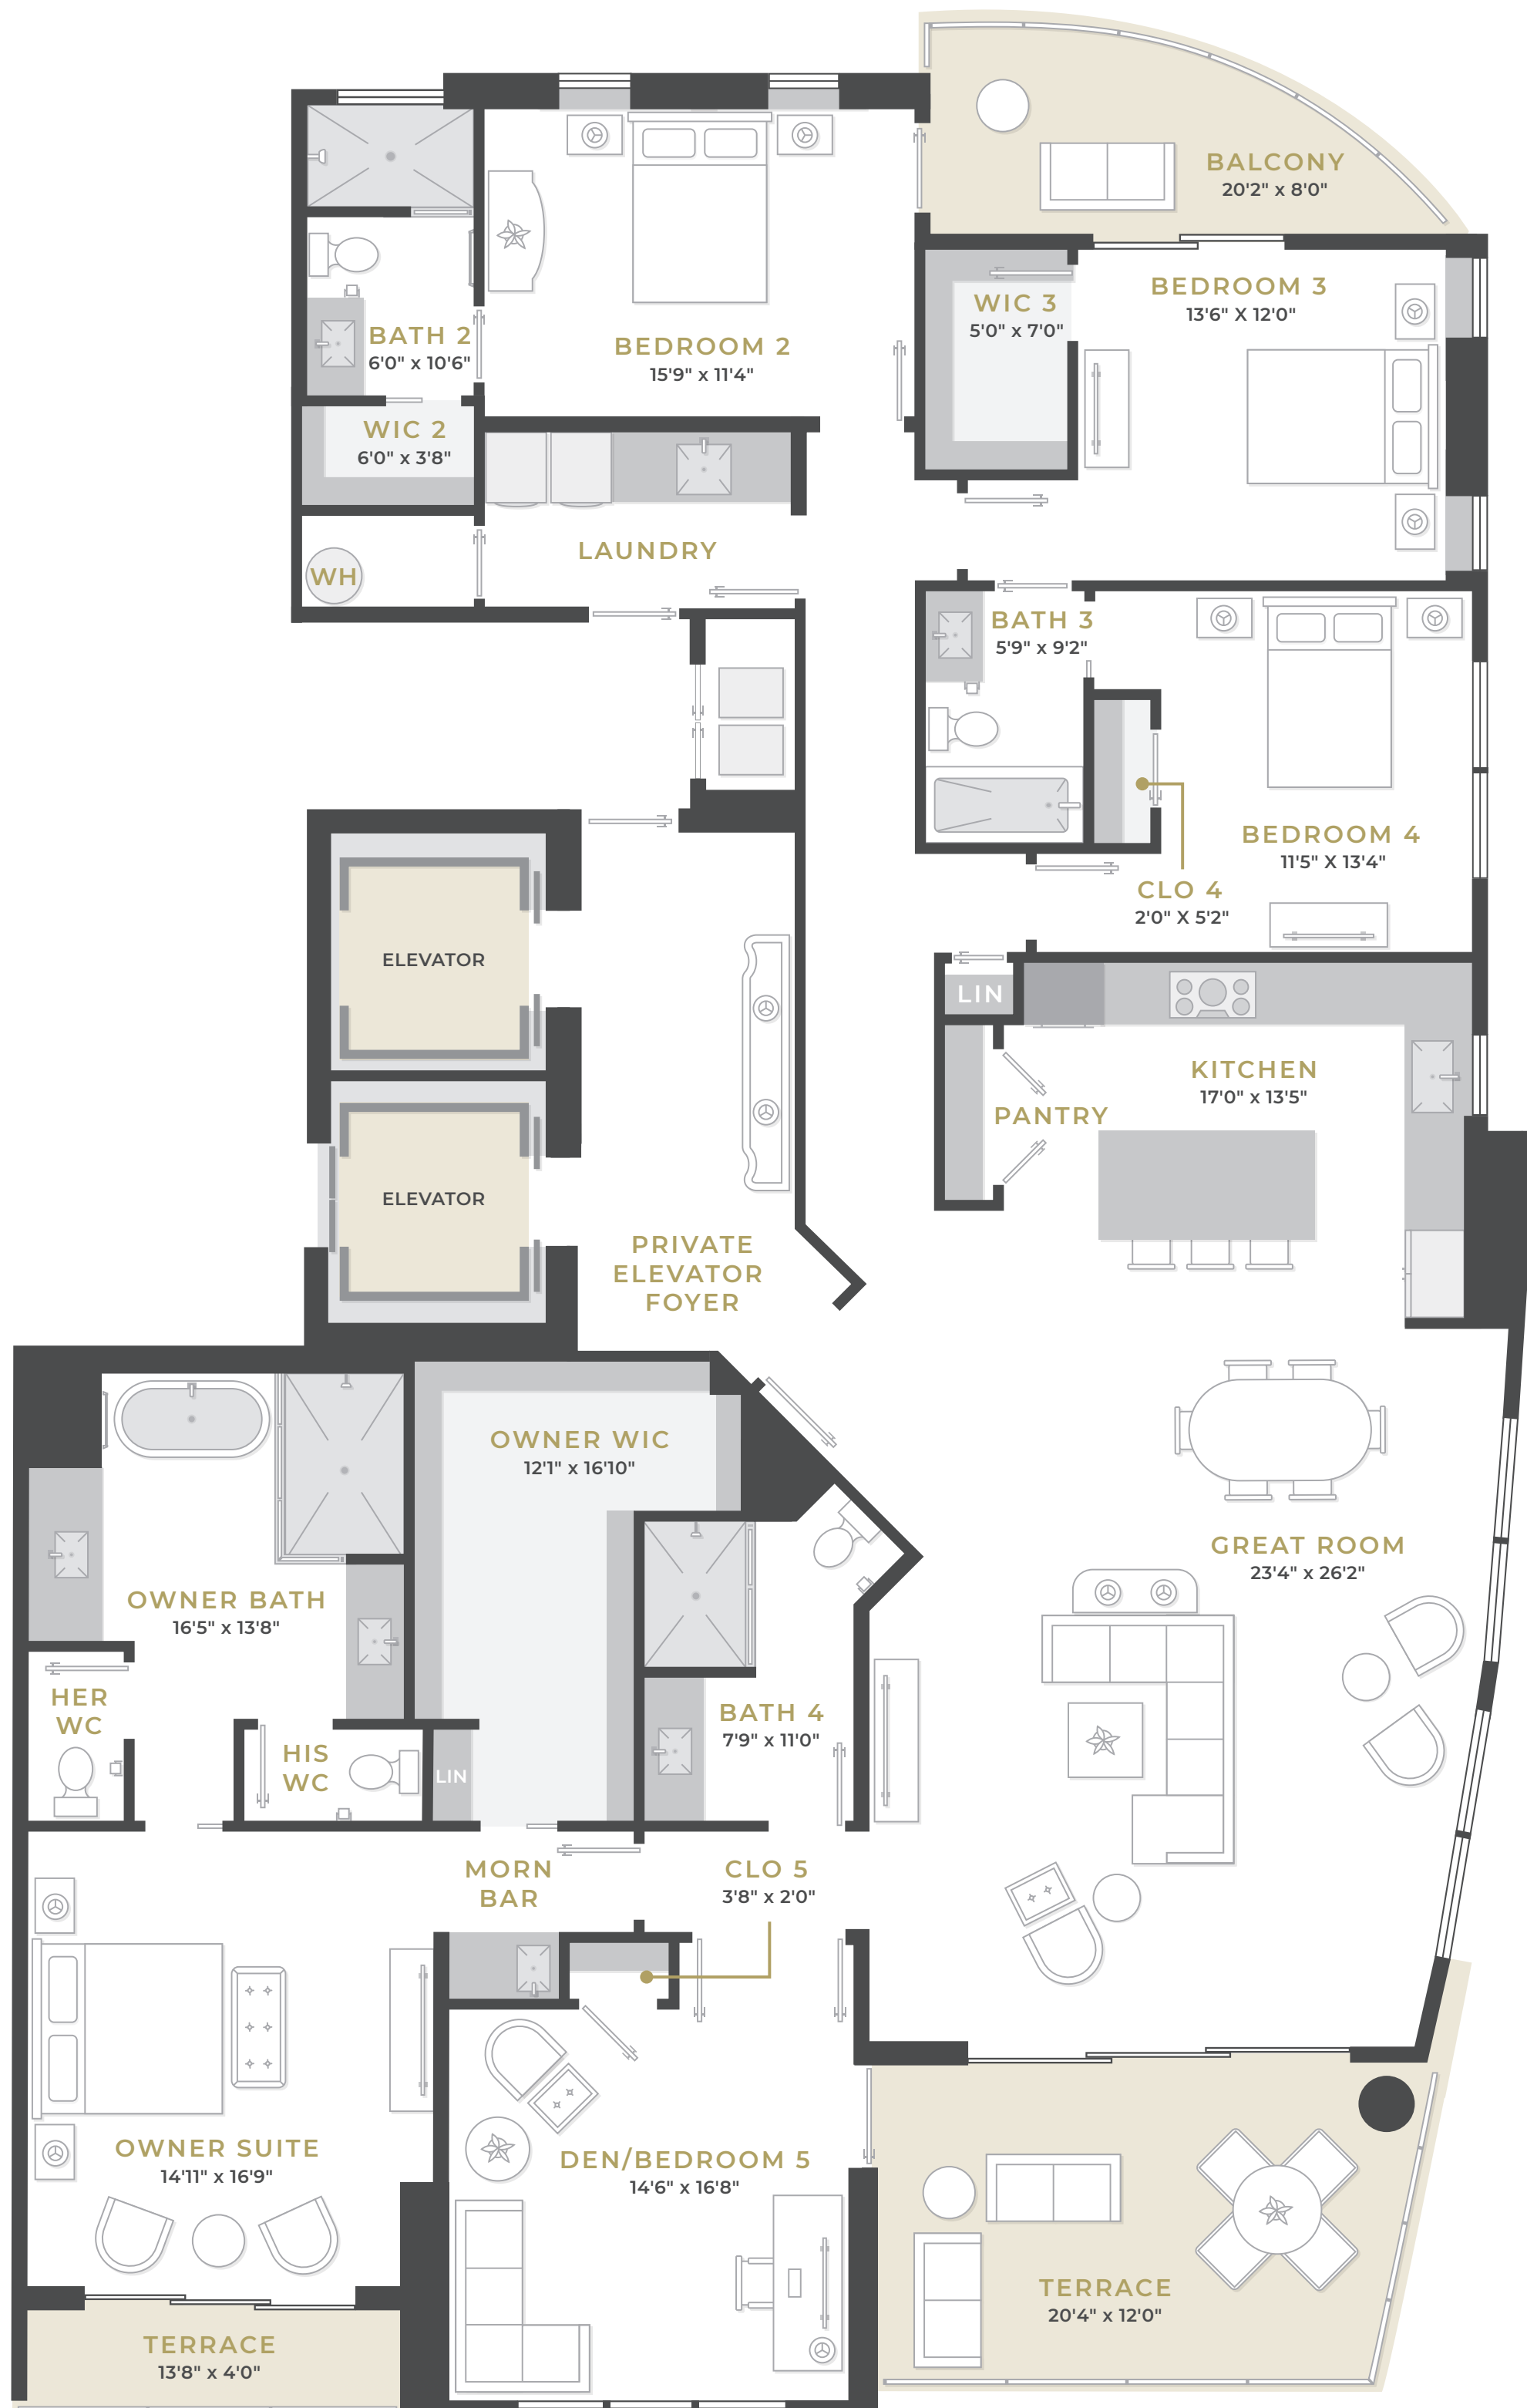 BALCONY
20'2" x 8'0"
BEDROOM 3
13'6" X 12'0"
WIC 3
5'0" x 7'0"
BATH 2
6'0" x 10'6"
BEDROOM 2
15'9" x 11'4"
WIC 2
6'0" x 3'8"
LAUNDRY
WH
BATH 3
5'9" x 9'2"
BEDROOM 4
11'5" X 13'4"
CLO 4
2'0" X 5'2"
ELEVATOR
LIN
KITCHEN
17'0" x 13'5"
PANTRY
ELEVATOR
PRIVATE
ELEVATOR
FOYER
OWNER WIC
12'1" x 16'10"
GREAT ROOM
23'4" x 26'2"
OWNER BATH
16'5" x 13'8"
HER
WC
BATH 4
7'9" x 11'0"
HIS
WC
LIN
MORN
BAR
CLO 5
3'8" x 2'0"
OWNER SUITE
14'11" x 16'9"
DEN/BEDROOM 5
14'6" x 16'8"
TERRACE
20'4" x 12'0"
TERRACE
13'8" x 4'0"